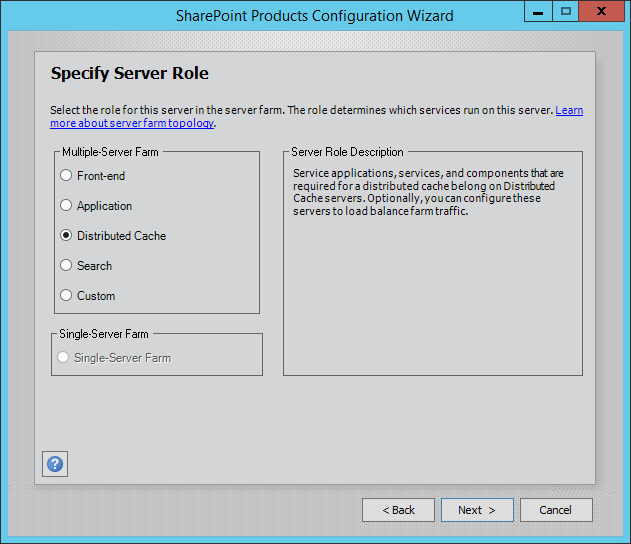 SharePoint Products Configuration Wizard
Specify Server Role
Select the role for this server in the server farm. The role determines which services run on this server. Learn
more about server farm topology.
Multiple-Server Farm
Front-end
Application
Distributed Cache
Search
Custom
Single-Server Farm
Single-Server Farm
Server Role Description
Service applications, services, and components that are
required for a distributed cache belong on Distributed
Cache servers. Optionally, you can configure these
servers to load balance farm traffic.
?
< Back
Next >
Cancel